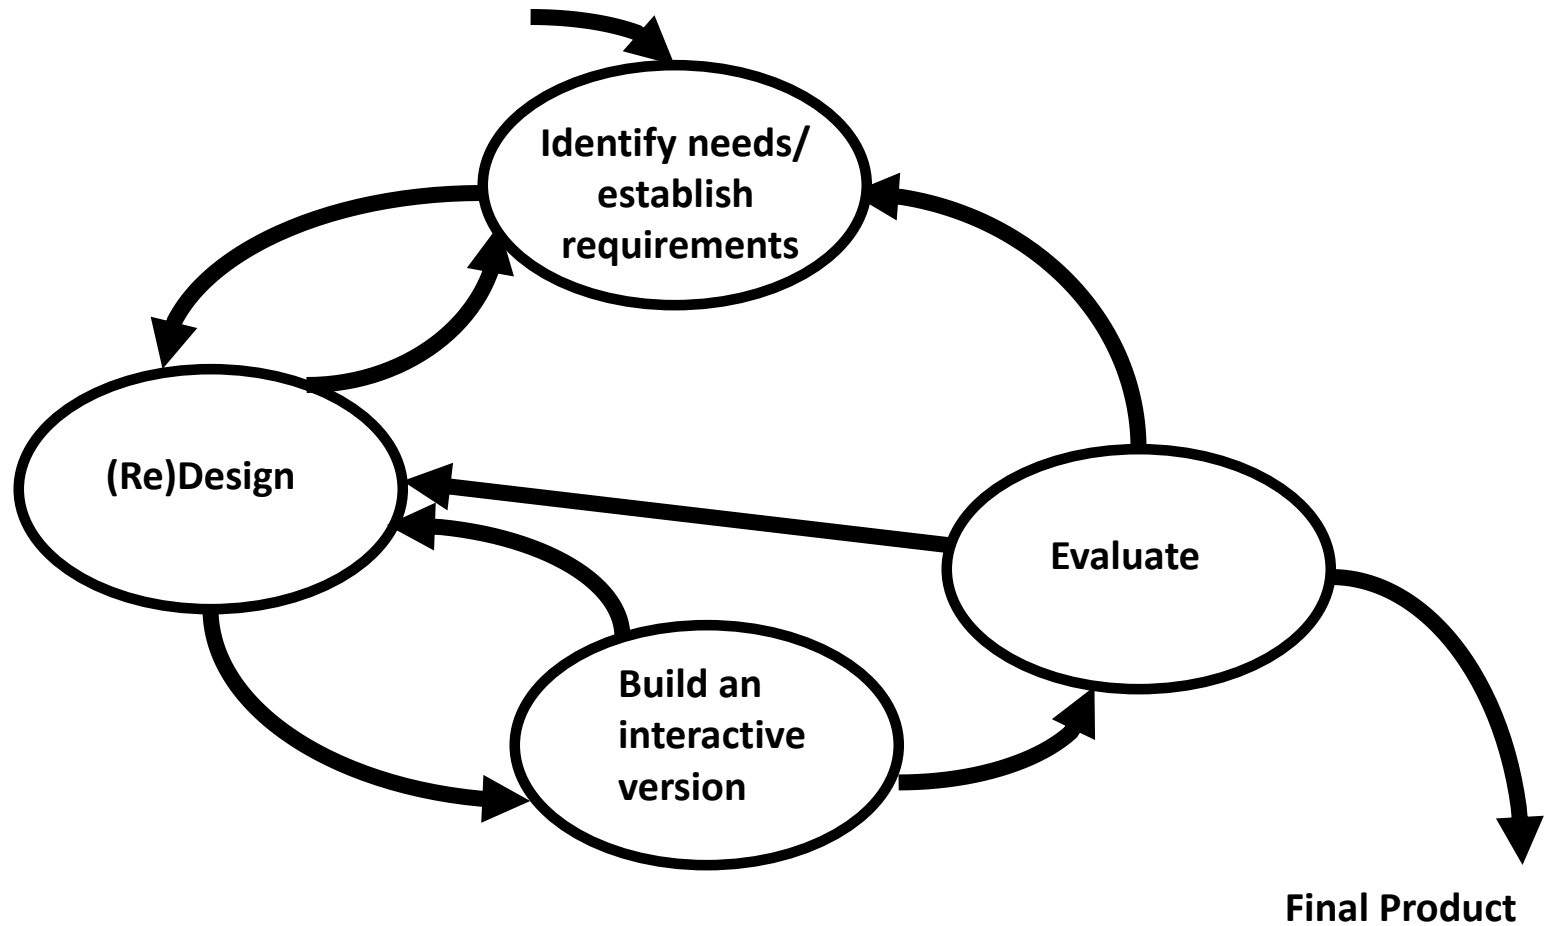 Identify needs/
establish
requirements
(Re)Design
Evaluate
Build an
interactive
version
Final Product